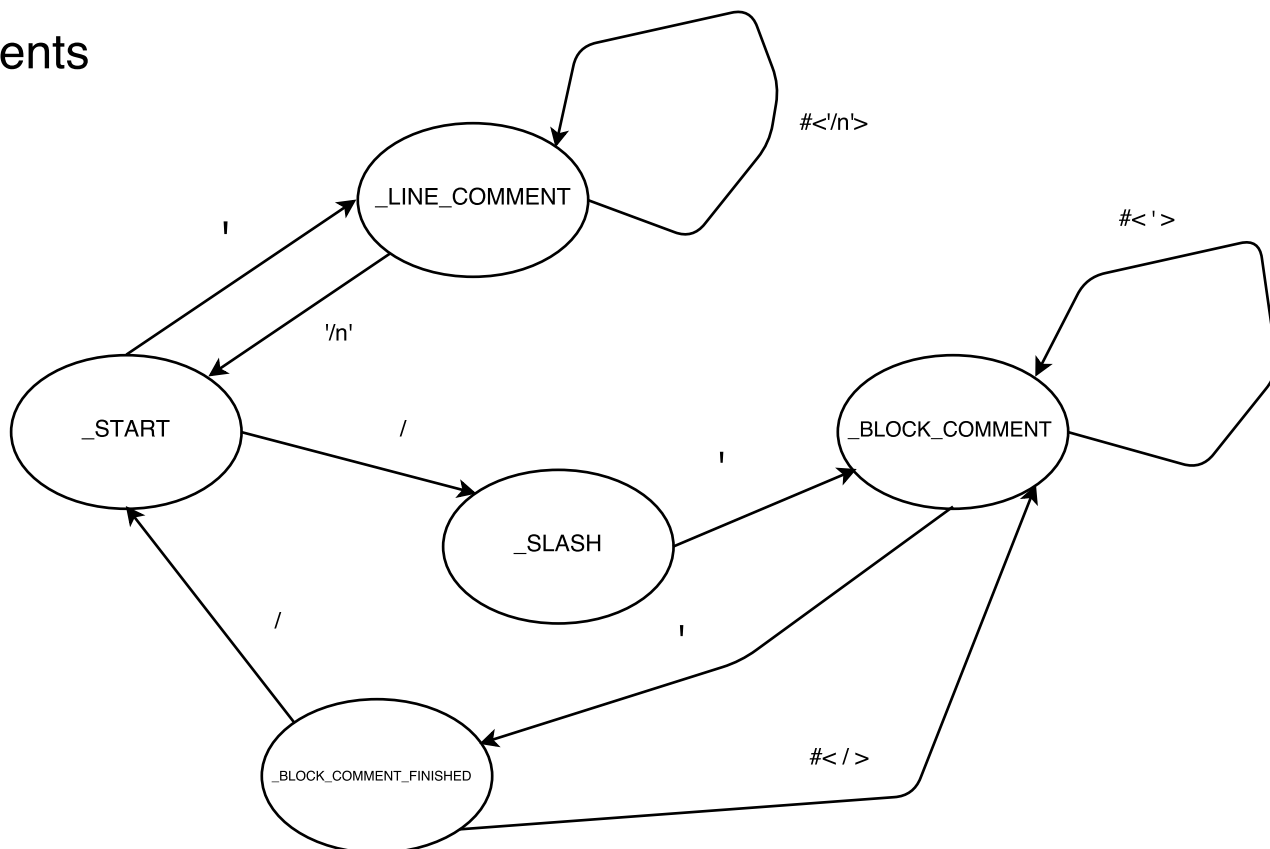 ents
#<'/n'>
_LINE_COMMENT
#< ' >
'
'/n'
_START
/
_BLOCK_COMMENT
'
_SLASH
/
'
#< / >
_BLOCK_COMMENT_FINISHED